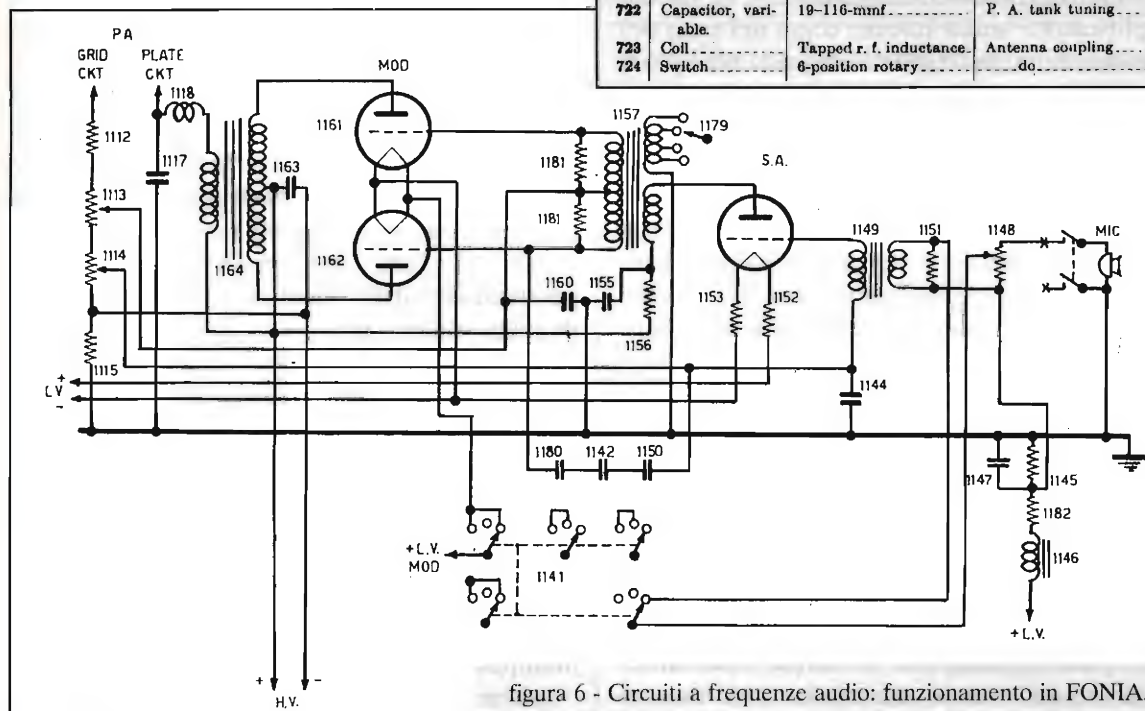 722 Capacitor, vari- 19-116-mmf P. A. tank tuning
able.
723 Coil Tapped r. f. inductance Antenna coupling
724 Switch 6-position rotary do
PA
GRID CKT
PLATE CKT
MOD
1118
1161
1157
1179
1112
1117
1163
1181
S.A.
1113
1181
1149
1151
1148
MIC
1114
1164
1162
1160
1155
1153
1152
1156
1115
+
L.V.
-
1144
1180
1142
1150
1147
1145
1182
+L.V.
MOD
1141
1146
+L.V.
+
H.V.
-
figura 6 - Circuiti a frequenze audio: funzionamento in FONIA.